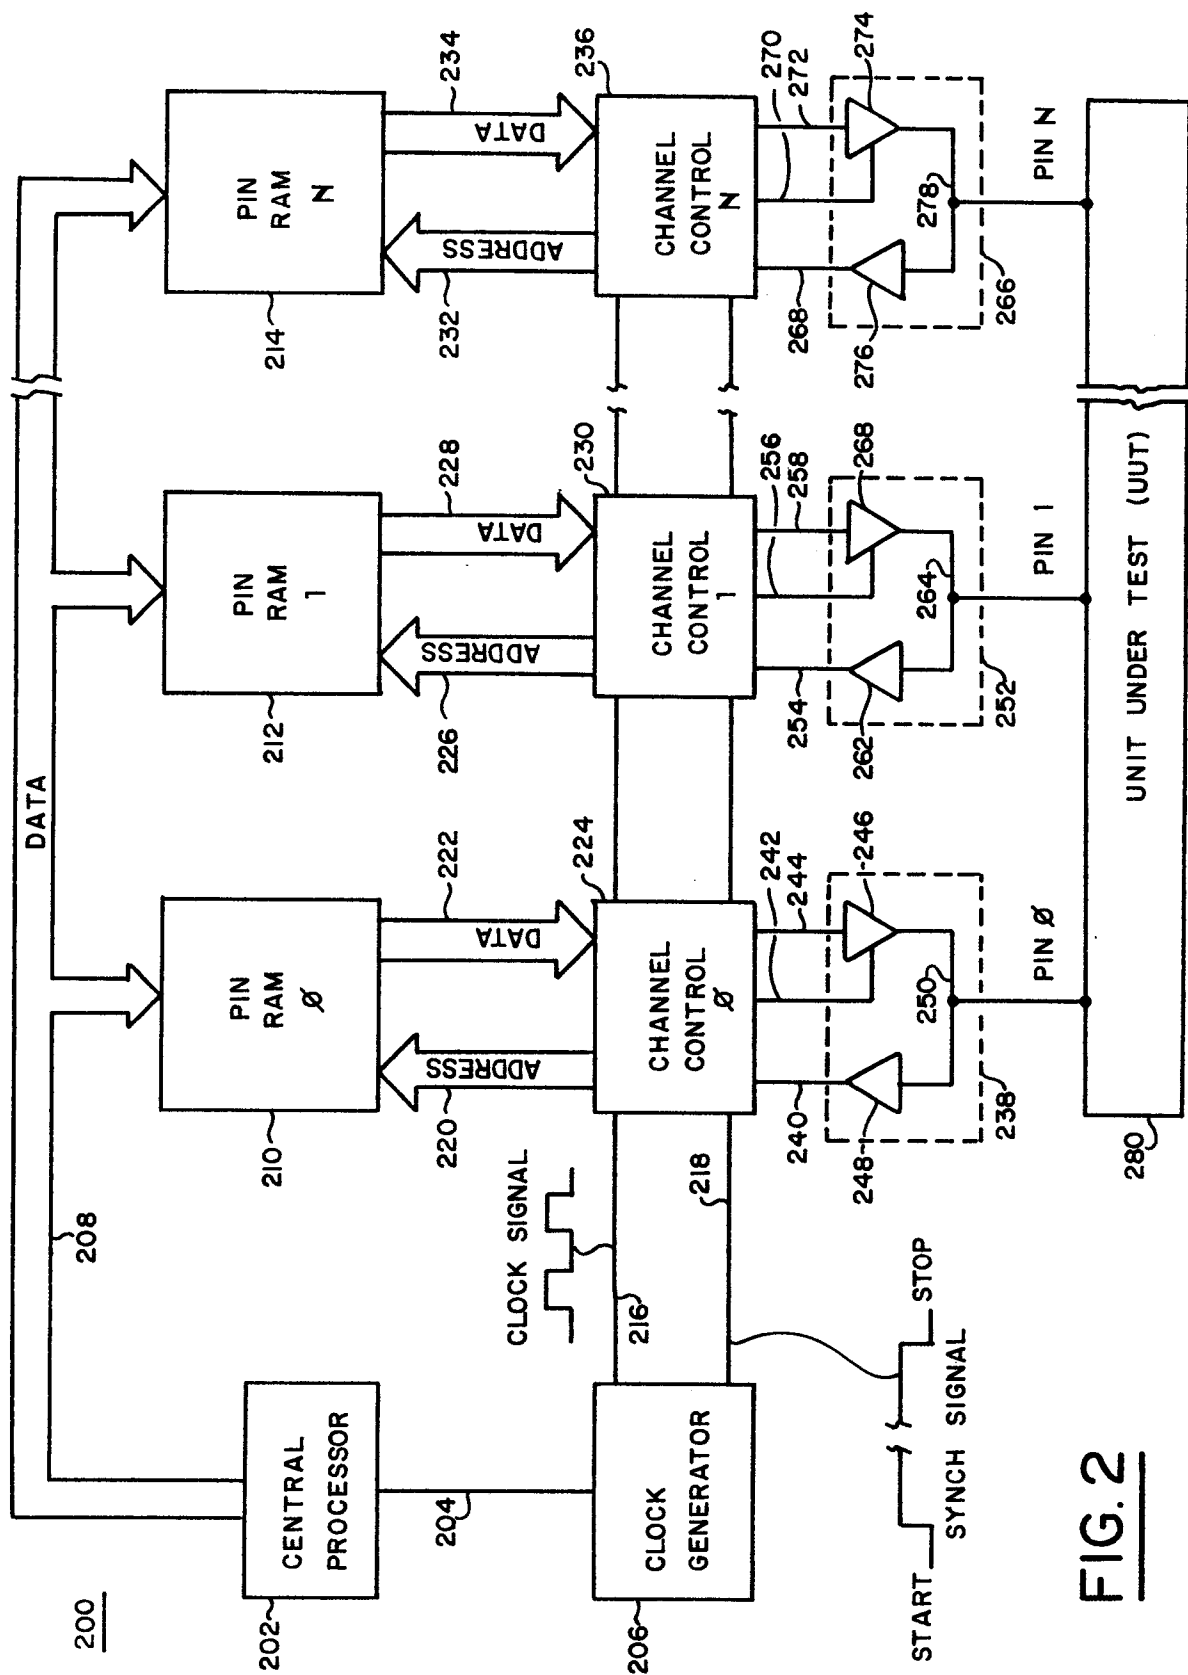 200
DATA
208
CENTRAL
PROCESSOR
202
204
PIN
RAM
Ø
210
PIN
RAM
1
212
PIN
RAM
N
214
ADDRESS
220
DATA
222
ADDRESS
226
DATA
228
ADDRESS
232
DATA
234
CLOCK SIGNAL
216
218
CLOCK
GENERATOR
206
CHANNEL
CONTROL
Ø
224
CHANNEL
CONTROL
1
230
CHANNEL
CONTROL
N
236
START
STOP
SYNCH SIGNAL
240
242
244
246
248
250
238
254
256
258
268
262
264
252
268
270
272
274
276
278
266
PIN Ø
PIN 1
PIN N
UNIT UNDER TEST (UUT)
280
FIG. 2